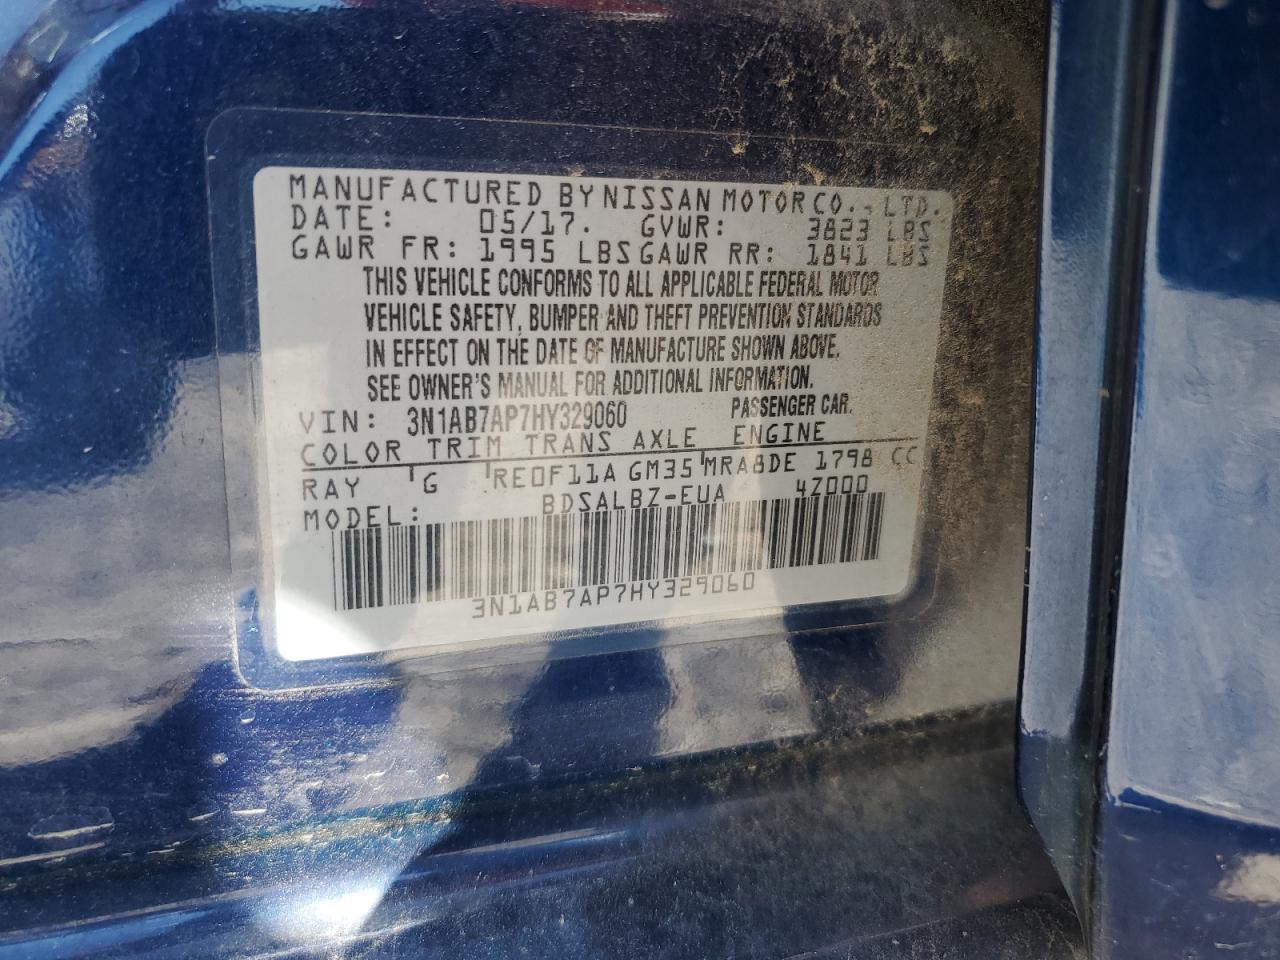 MANUFACTURED BY NISSAN MOTOR CO., LTD.
DATE: 05/17. GVWR: 3823 LBS
GAWR FR: 1995 LBS GAWR RR: 1841 LBS
THIS VEHICLE CONFORMS TO ALL APPLICABLE FEDERAL MOTOR
VEHICLE SAFETY, BUMPER AND THEFT PREVENTION STANDARDS
IN EFFECT ON THE DATE OF MANUFACTURE SHOWN ABOVE.
SEE OWNER'S MANUAL FOR ADDITIONAL INFORMATION.
VIN: 3N1AB7AP7HY329060 PASSENGER CAR.
COLOR TRIM TRANS AXLE ENGINE
RAY G RE0F11A GM35 MRA8DE 1798 CC
MODEL: BDSALBZ-EUA 4Z000
3N1AB7AP7HY329060